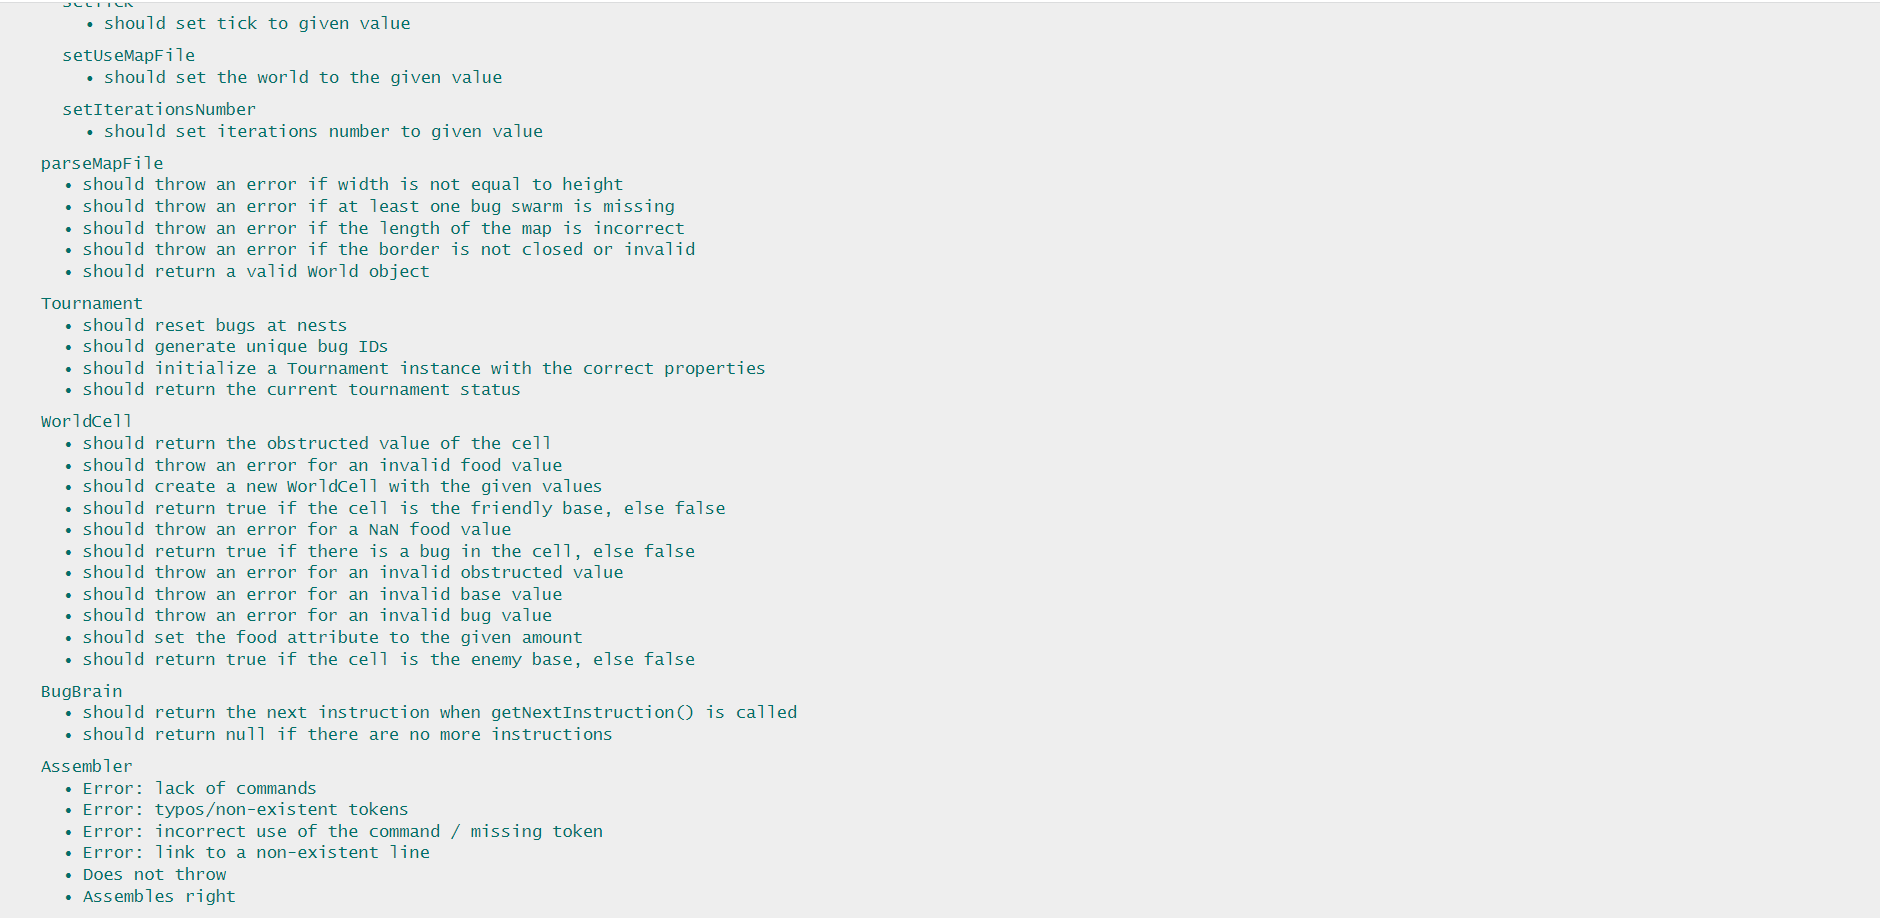 setTick
• should set tick to given value
setUseMapFile
• should set the world to the given value
setIterationsNumber
• should set iterations number to given value
parseMapFile
• should throw an error if width is not equal to height
• should throw an error if at least one bug swarm is missing
• should throw an error if the length of the map is incorrect
• should throw an error if the border is not closed or invalid
• should return a valid World object
Tournament
• should reset bugs at nests
• should generate unique bug IDs
• should initialize a Tournament instance with the correct properties
• should return the current tournament status
WorldCell
• should return the obstructed value of the cell
• should throw an error for an invalid food value
• should create a new WorldCell with the given values
• should return true if the cell is the friendly base, else false
• should throw an error for a NaN food value
• should return true if there is a bug in the cell, else false
• should throw an error for an invalid obstructed value
• should throw an error for an invalid base value
• should throw an error for an invalid bug value
• should set the food attribute to the given amount
• should return true if the cell is the enemy base, else false
BugBrain
• should return the next instruction when getNextInstruction() is called
• should return null if there are no more instructions
Assembler
• Error: lack of commands
• Error: typos/non-existent tokens
• Error: incorrect use of the command / missing token
• Error: link to a non-existent line
• Does not throw
• Assembles right